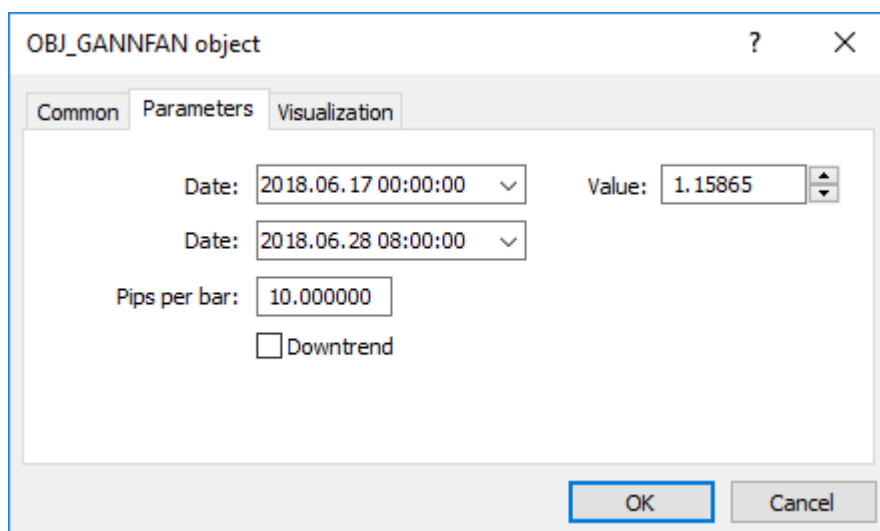 OBJ_GANNFAN object ?
Common Parameters Visualization
Date: 2018.06.17 00:00:00 Value: 1.15865
Date: 2018.06.28 08:00:00
Pips per bar: 10.000000
Downtrend
OK Cancel